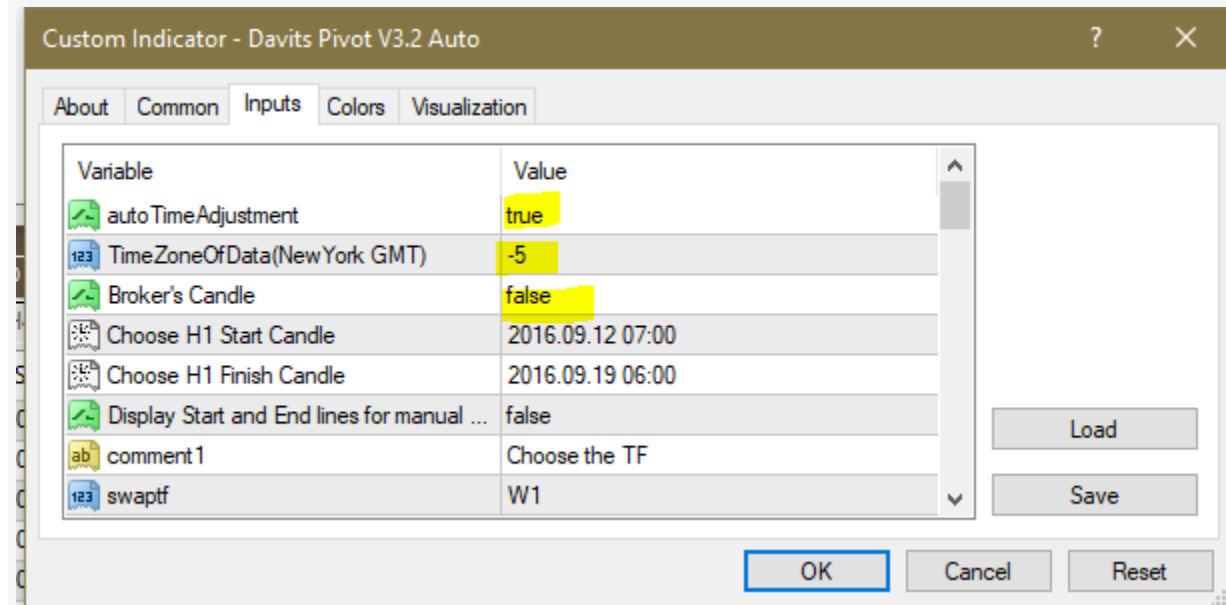 Custom Indicator - Davits Pivot V3.2 Auto
About Common Inputs Colors Visualization
Variable Value
autoTimeAdjustment true
123 TimeZoneOfData(NewYork GMT) -5
Broker's Candle false
Choose H1 Start Candle 2016.09.12 07:00
Choose H1 Finish Candle 2016.09.19 06:00
Display Start and End lines for manual ... false
ab comment1 Choose the TF
123 swaptf W1
Load
Save
OK Cancel Reset